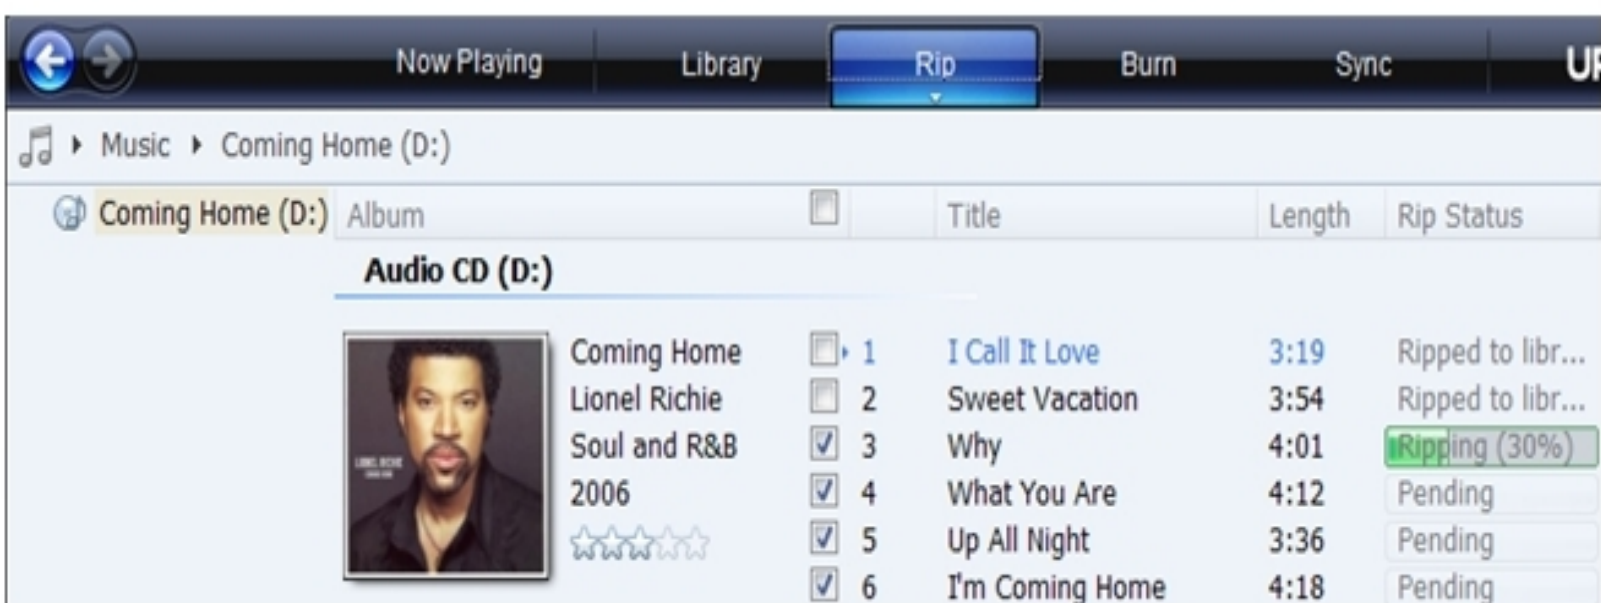 Now Playing Library Rip Burn Sync UR
Music Coming Home (D:)
Coming Home (D:) Album Title Length Rip Status
Audio CD (D:)
Coming Home 1 I Call It Love 3:19 Ripped to libr...
Lionel Richie 2 Sweet Vacation 3:54 Ripped to libr...
Soul and R&B 3 Why 4:01 Ripping (30%)
2006 4 What You Are 4:12 Pending
5 Up All Night 3:36 Pending
6 I'm Coming Home 4:18 Pending
LIONEL RICHIE